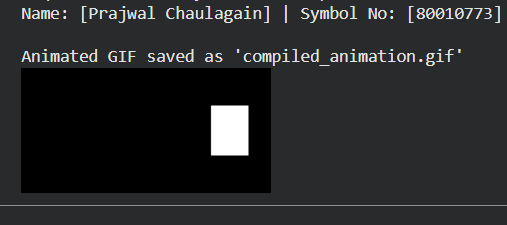 Name: [Prajwal Chaulagain] | Symbol No: [80010773]
Animated GIF saved as 'compiled_animation.gif'